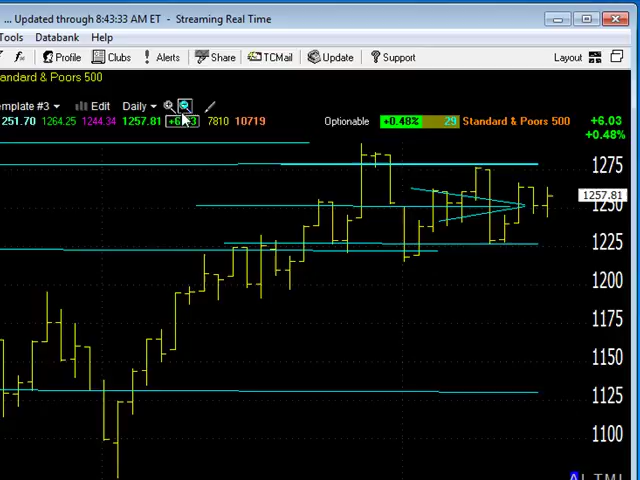 ... Updated through 8:43:33 AM ET - Streaming Real Time
Tools Databank Help
fx Profile Clubs Alerts Share TCMail Update Support Layout
tandard & Poors 500
emplate #3 Edit Daily
251.70 1264.25 1244.34 1257.81 7810 10719 Optionable +0.48% 29 Standard & Poors 500 +6.03
+0.48%
1275
1257.81
1250
1225
1200
1175
1150
1125
1100